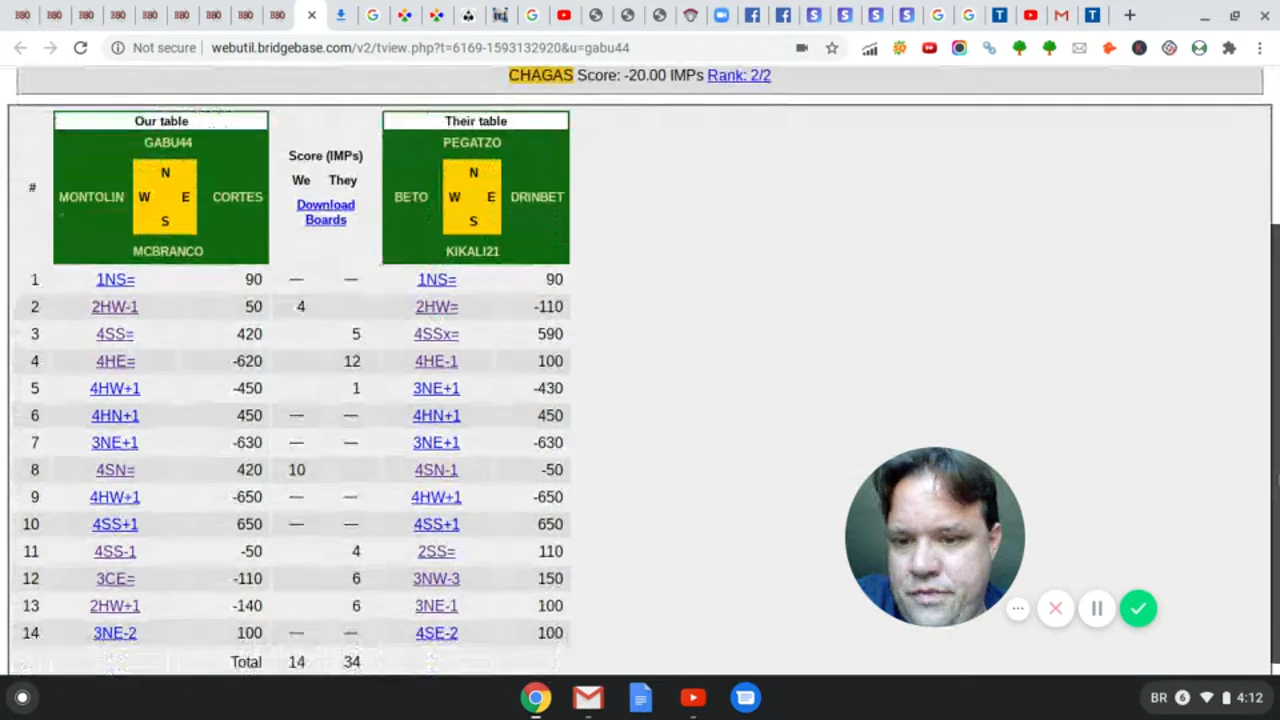 Not secure webutil.bridgebase.com/v2/tview.php?t=6169-1593132920&u=gabu44
CHAGAS Score: -20.00 IMPs Rank: 2/2
Our table Their table
GABU44 PEGATZO
Score (IMPs)
We They
# MONTOLIN N W E S CORTES Download Boards BETO N W E S DRINBET
MCBRANCO KIKALI21
1 1NS= 90 — — 1NS= 90
2 2HW-1 50 4 2HW= -110
3 4SS= 420 5 4SSx= 590
4 4HE= -620 12 4HE-1 100
5 4HW+1 -450 1 3NE+1 -430
6 4HN+1 450 — — 4HN+1 450
7 3NE+1 -630 — — 3NE+1 -630
8 4SN= 420 10 4SN-1 -50
9 4HW+1 -650 — — 4HW+1 -650
10 4SS+1 650 — — 4SS+1 650
11 4SS-1 -50 4 2SS= 110
12 3CE= -110 6 3NW-3 150
13 2HW+1 -140 6 3NE-1 100
14 3NE-2 100 — — 4SE-2 100
Total 14 34
BR 6 4:12